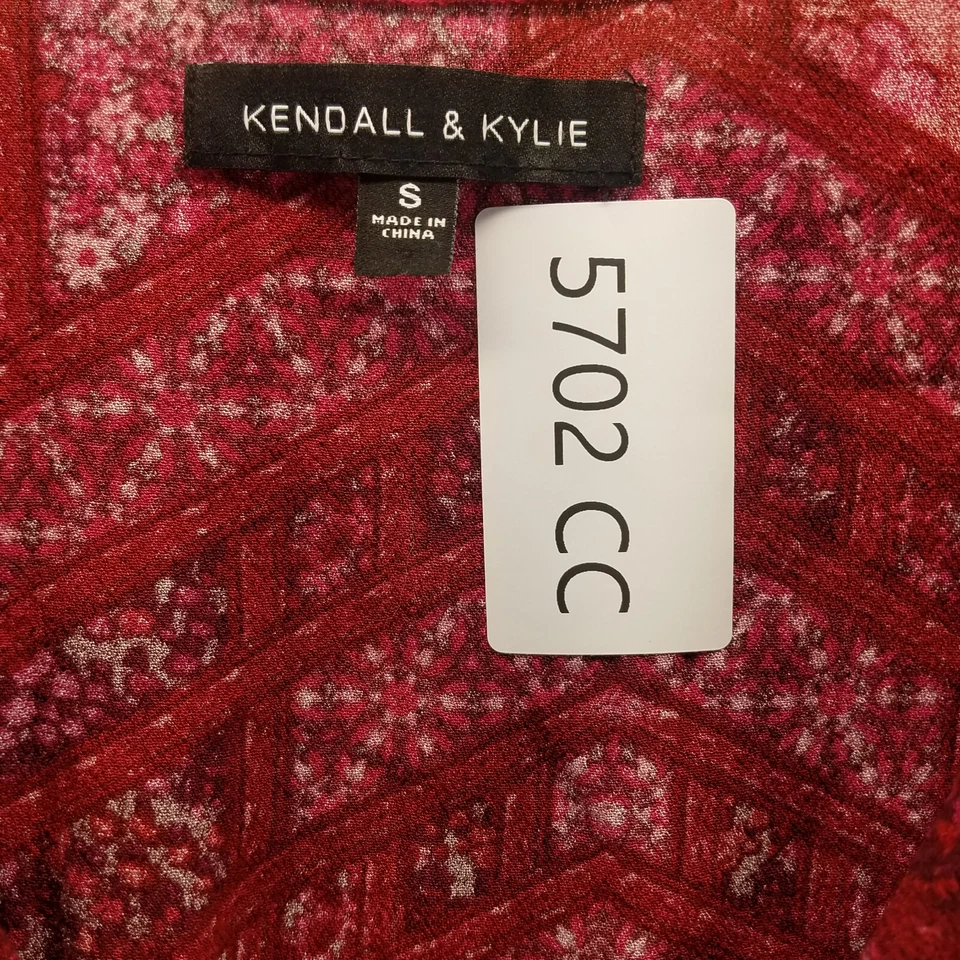 KENDALL & KYLIE
S
MADE IN
CHINA
5702 CC